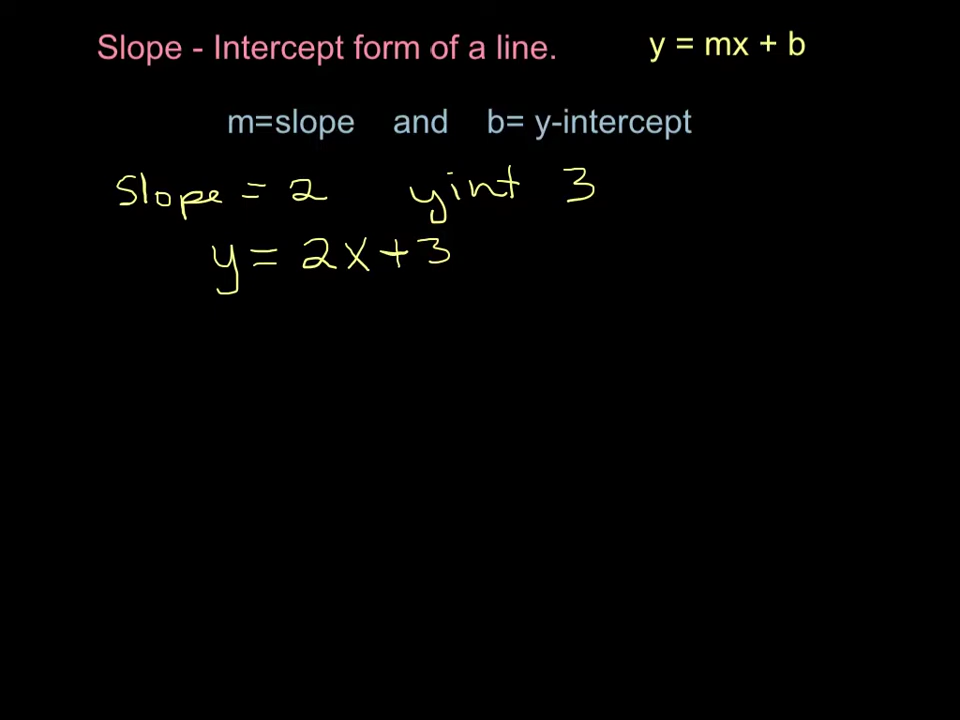 Slope - Intercept form of a line. y = mx + b
m=slope and b= y-intercept
Slope = 2 yint 3
y = 2x+3